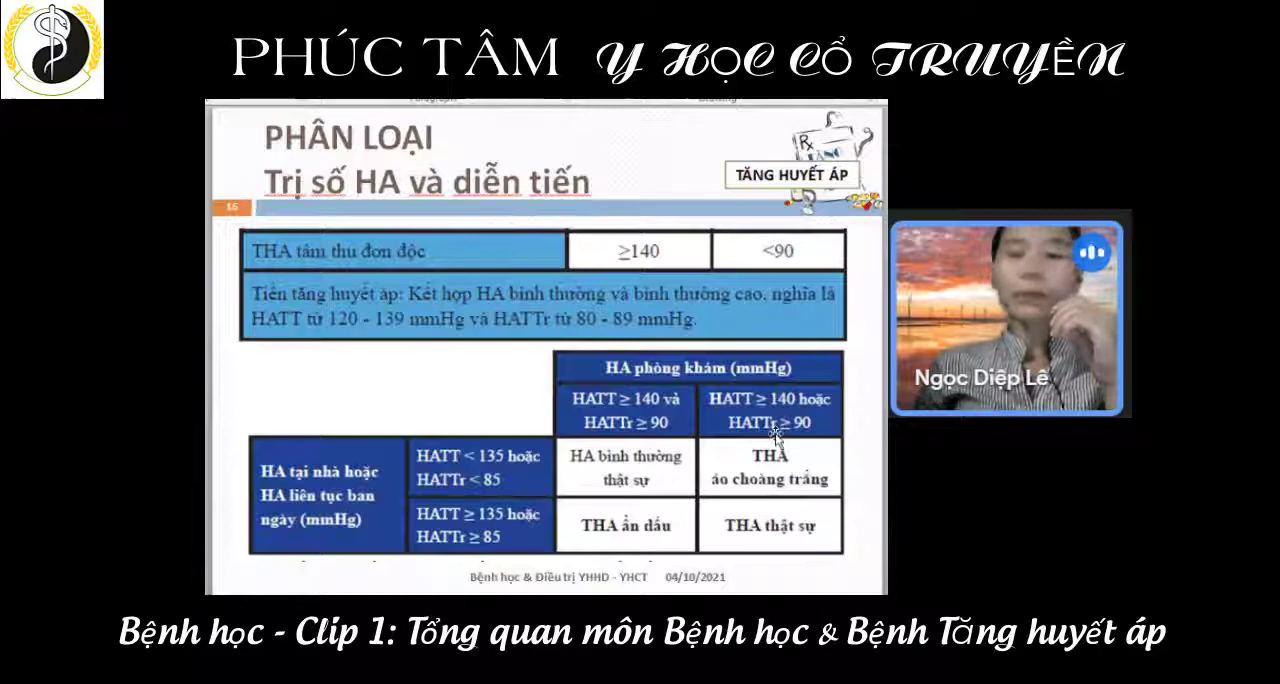 PHÚC TÂM Y HỌC CỔ TRUYỀN
PHÂN LOẠI
Trị số HA và diễn tiến
TĂNG HUYẾT ÁP
16
THA tâm thu đơn độc ≥140 <90
Tiền tăng huyết áp: Kết hợp HA bình thường và bình thường cao, nghĩa là
HATT từ 120 - 139 mmHg và HATTr từ 80 - 89 mmHg.
HA phòng khám (mmHg)
HATT ≥ 140 và
HATTr ≥ 90
HATT ≥ 140 hoặc
HATTr ≥ 90
HA tại nhà hoặc
HA liên tục ban
ngày (mmHg)
HATT < 135 hoặc
HATTr < 85
HA bình thường
thật sự
THA
áo choàng trắng
HATT ≥ 135 hoặc
HATTr ≥ 85
THA ẩn dấu
THA thật sự
Bệnh học & Điều trị YHHD - YHCT 04/10/2021
Ngọc Diệp Lê
Bệnh học - Clip 1: Tổng quan môn Bệnh học & Bệnh Tăng huyết áp